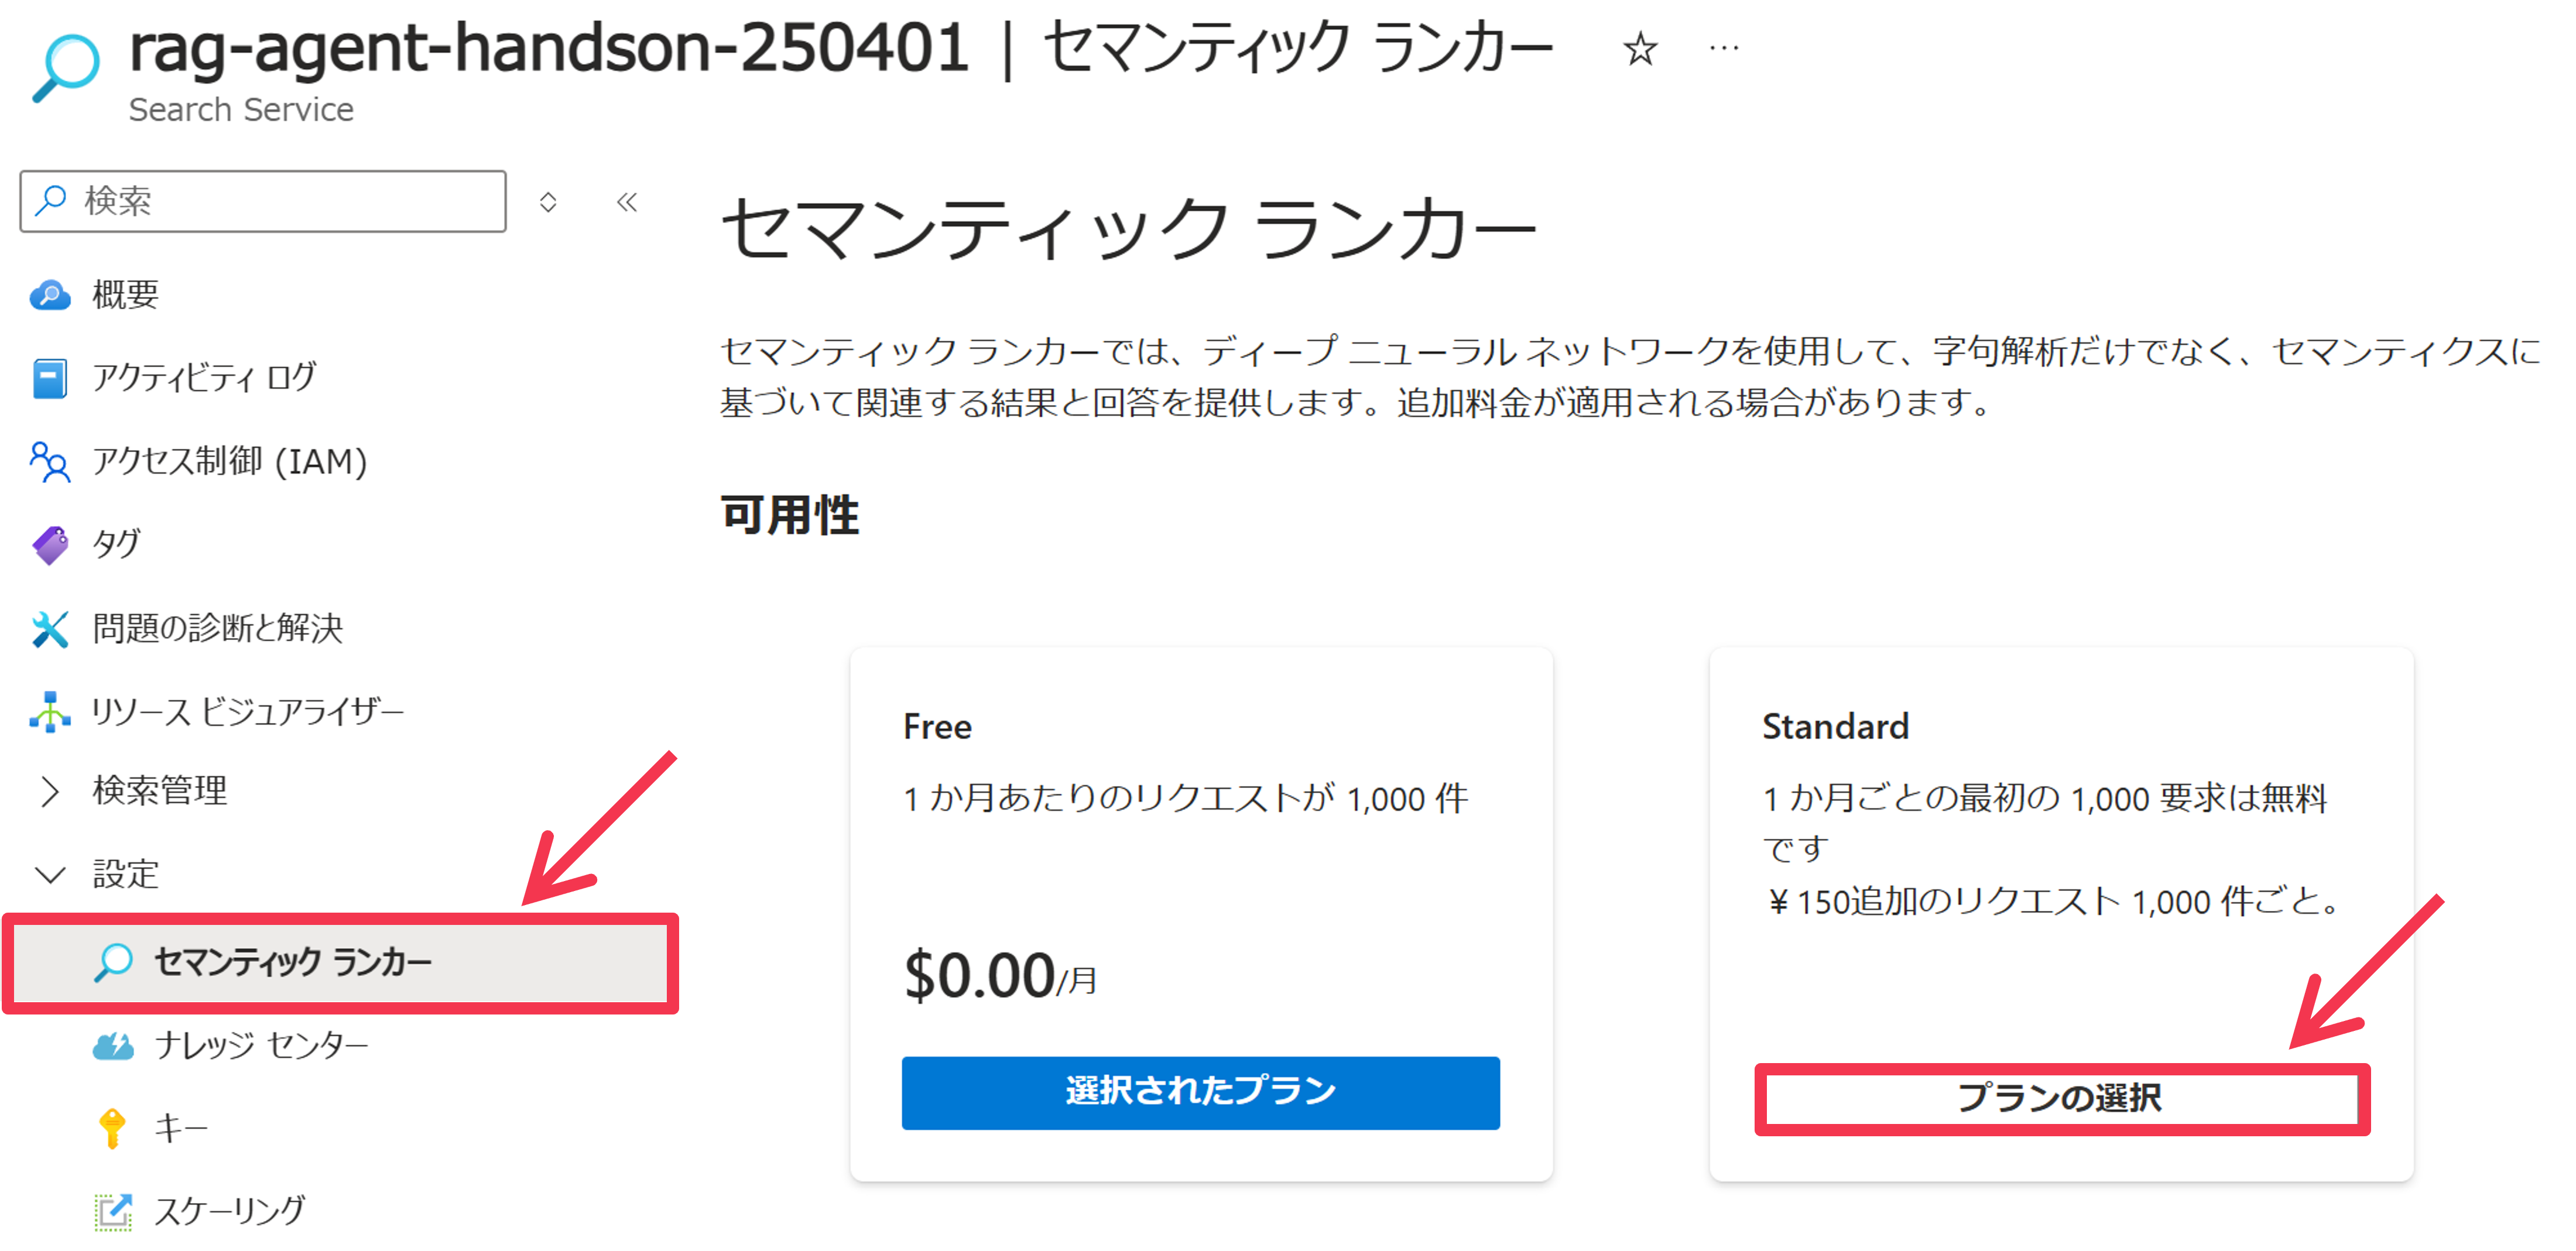 rag-agent-handson-250401 | セマンティック ランカー
Search Service
検索
概要
アクティビティ ログ
アクセス制御 (IAM)
タグ
問題の診断と解決
リソース ビジュアライザー
検索管理
設定
セマンティック ランカー
ナレッジ センター
キー
スケーリング
セマンティック ランカー
セマンティック ランカーでは、ディープ ニューラル ネットワークを使用して、字句解析だけでなく、セマンティクスに
基づいて関連する結果と回答を提供します。追加料金が適用される場合があります。
可用性
Free
1 か月あたりのリクエストが 1,000 件
$0.00/月
選択されたプラン
Standard
1 か月ごとの最初の 1,000 要求は無料
です
¥150追加のリクエスト 1,000 件ごと。
プランの選択